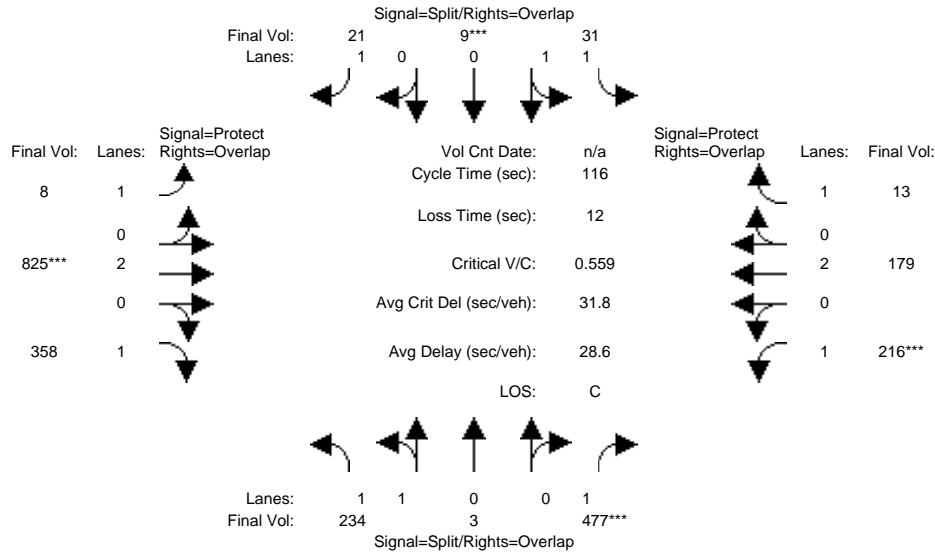 Signal=Split/Rights=Overlap
Final Vol: 21 9*** 31
Lanes: 1 0 0 1 1
Signal=Protect Signal=Protect
Final Vol: Lanes: Rights=Overlap Vol Cnt Date: n/a Rights=Overlap Lanes: Final Vol:
Cycle Time (sec): 116
8 1 1 13
Loss Time (sec): 12
0 0
825*** 2 Critical V/C: 0.559 2 179
0 Avg Crit Del (sec/veh): 31.8 0
358 1 Avg Delay (sec/veh): 28.6 1 216***
LOS: C
Lanes: 1 1 0 0 1
Final Vol: 234 3 477***
Signal=Split/Rights=Overlap